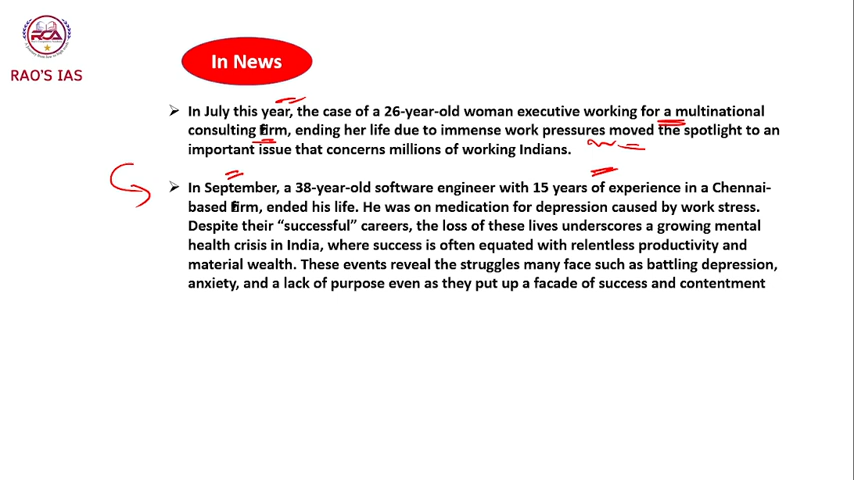 RCA
RAO'S IAS
In News
➤ In July this year, the case of a 26-year-old woman executive working for a multinational
consulting firm, ending her life due to immense work pressures moved the spotlight to an
important issue that concerns millions of working Indians.
➤ In September, a 38-year-old software engineer with 15 years of experience in a Chennai-
based firm, ended his life. He was on medication for depression caused by work stress.
Despite their “successful” careers, the loss of these lives underscores a growing mental
health crisis in India, where success is often equated with relentless productivity and
material wealth. These events reveal the struggles many face such as battling depression,
anxiety, and a lack of purpose even as they put up a facade of success and contentment